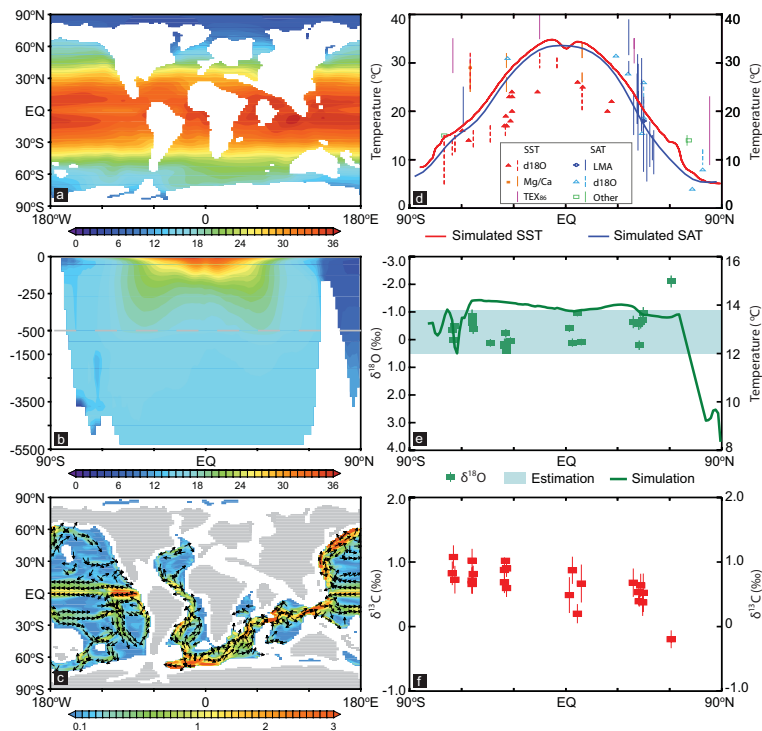 90ºN
60ºN
30ºN
EQ
30ºS
60ºS
90ºS
a
180ºW
0
180ºE
0 6 12 18 24 30 36
40
30
20
10
0
Temperature (ºC)
40
30
20
10
0
Temperature (ºC)
SST
SAT
d18O
LMA
Mg/Ca
d18O
TEX86
Other
d
90ºS
EQ
90ºN
Simulated SST
Simulated SAT
0
-250
-500
-1500
-3500
-5500
b
90ºS
EQ
90ºN
0 6 12 18 24 30 36
-3.0
-2.0
-1.0
0
1.0
2.0
3.0
4.0
δ18O (‰)
16
14
12
10
8
Temperature (ºC)
e
90ºS
EQ
90ºN
δ18O
Estimation
Simulation
90ºN
60ºN
30ºN
EQ
30ºS
60ºS
90ºS
c
180ºW
0
180ºE
0.1 1 2 3
2.0
1.0
0
-1.0
δ13C (‰)
2.0
1.0
0
-1.0
δ13C (‰)
f
90ºS
EQ
90ºN